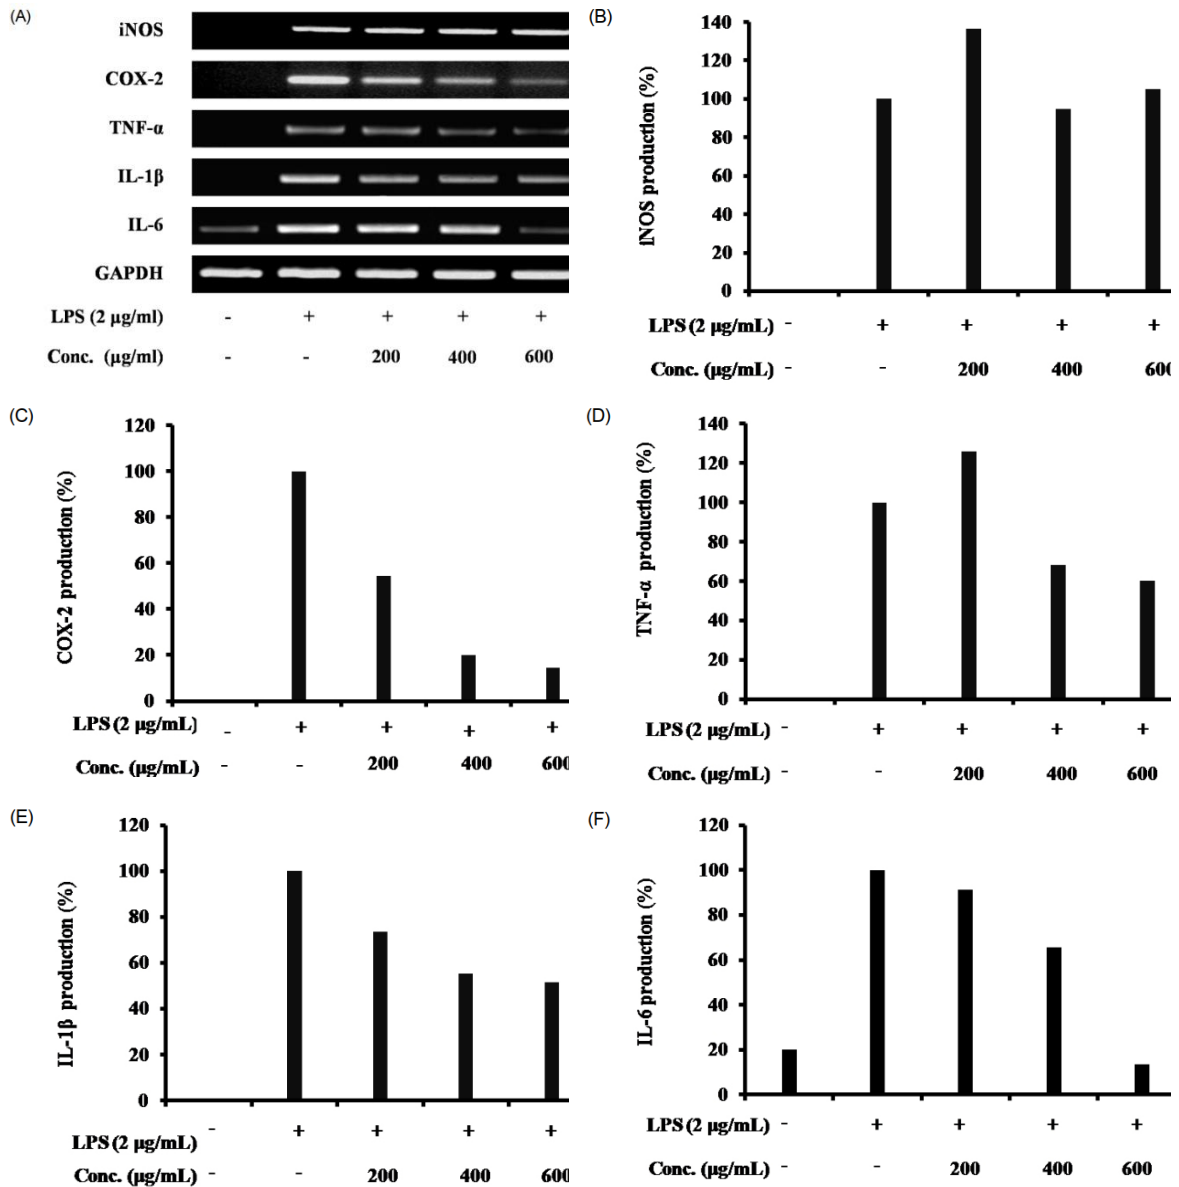 (A)
iNOS
COX-2
TNF-α
IL-1β
IL-6
GAPDH
LPS (2 µg/ml) - + + + +
Conc. (µg/ml) - - 200 400 600
(B)
iNOS production (%)
140
120
100
80
60
40
20
0
LPS (2 µg/mL) - + + + +
Conc. (µg/mL) - - 200 400 600
(C)
COX-2 production (%)
120
100
80
60
40
20
0
LPS (2 µg/mL) - + + + +
Conc. (µg/mL) - - 200 400 600
(D)
TNF-α production (%)
140
120
100
80
60
40
20
0
LPS (2 µg/mL) - + + + +
Conc. (µg/mL) - - 200 400 600
(E)
IL-1β production (%)
120
100
80
60
40
20
0
LPS (2 µg/mL) - + + + +
Conc. (µg/mL) - - 200 400 600
(F)
IL-6 production (%)
120
100
80
60
40
20
0
LPS (2 µg/mL) - + + + +
Conc. (µg/mL) - - 200 400 600